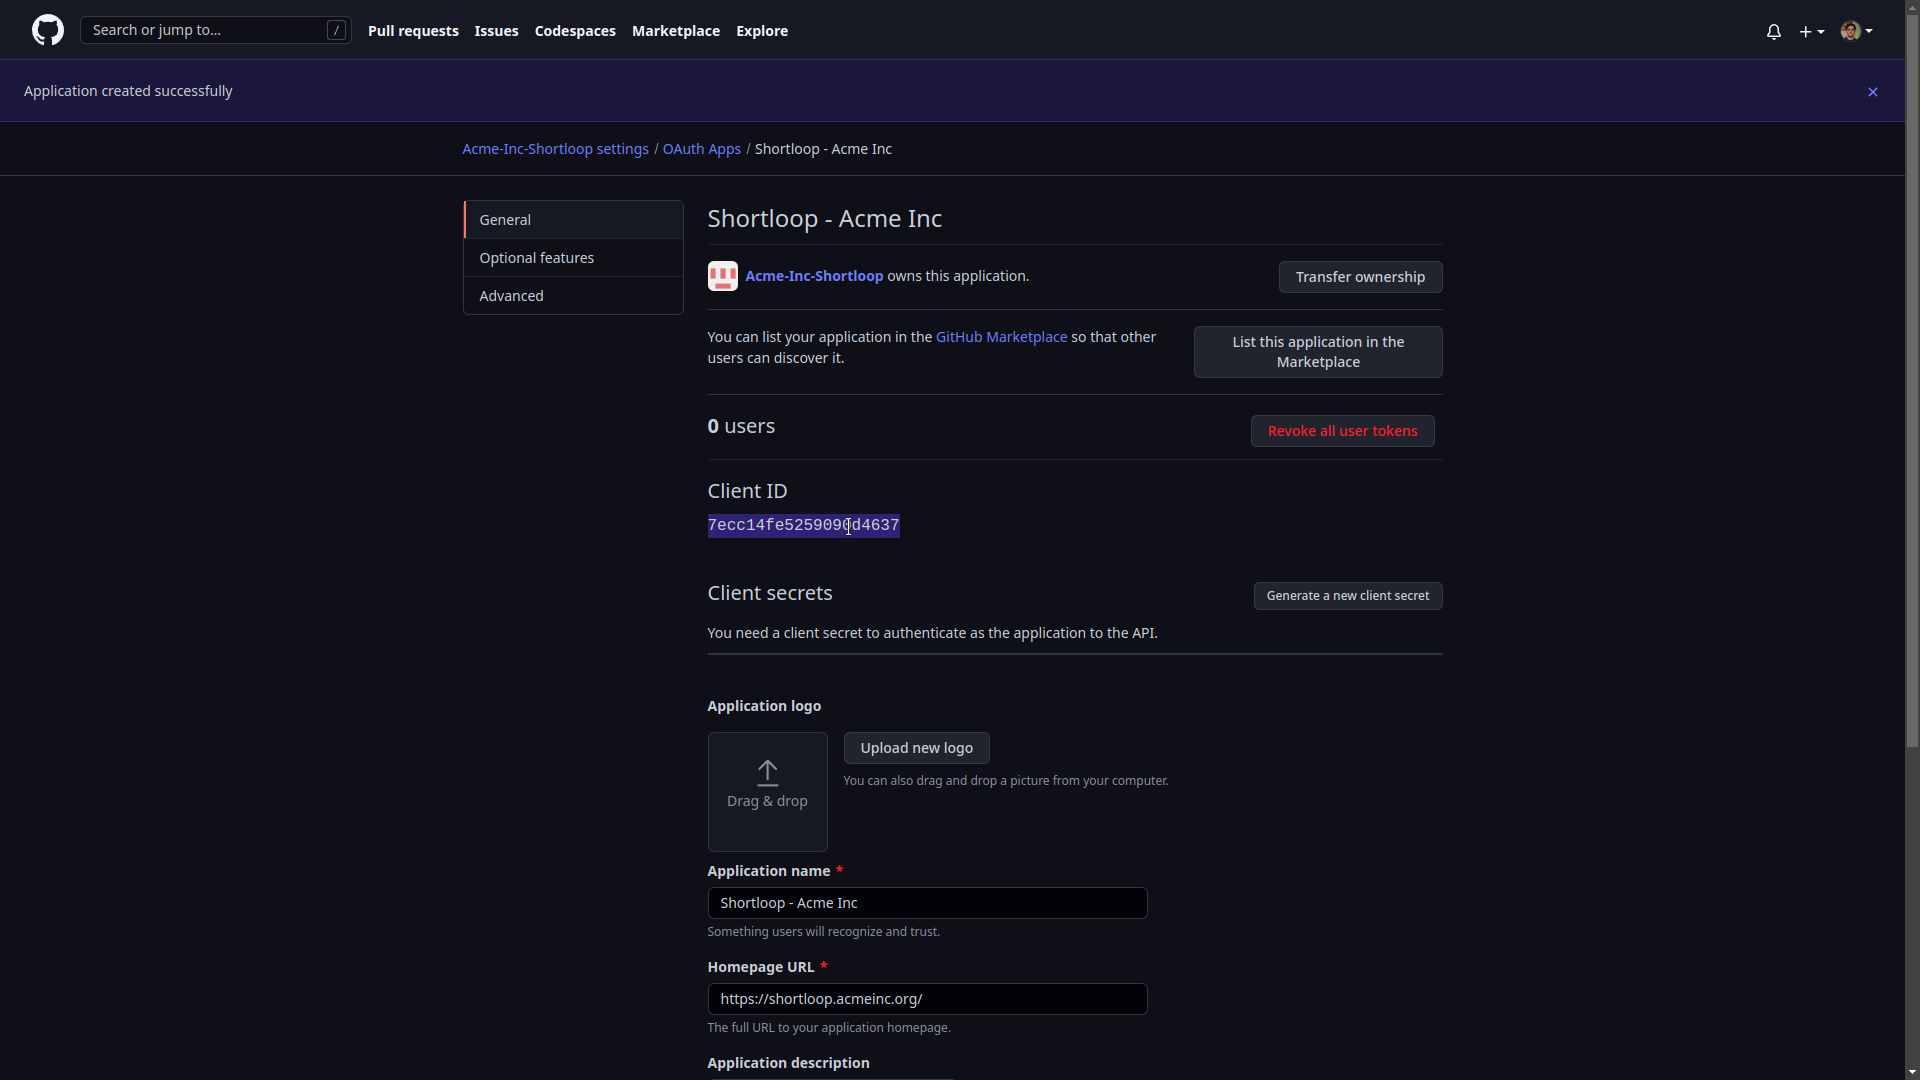 Search or jump to...
/
Pull requests
Issues
Codespaces
Marketplace
Explore
Application created successfully
Acme-Inc-Shortloop settings / OAuth Apps / Shortloop - Acme Inc
General
Optional features
Advanced
Shortloop - Acme Inc
Acme-Inc-Shortloop owns this application.
Transfer ownership
You can list your application in the GitHub Marketplace so that other
users can discover it.
List this application in the
Marketplace
0 users
Revoke all user tokens
Client ID
7ecc14fe5259090d4637
Client secrets
Generate a new client secret
You need a client secret to authenticate as the application to the API.
Application logo
Drag & drop
Upload new logo
You can also drag and drop a picture from your computer.
Application name *
Shortloop - Acme Inc
Something users will recognize and trust.
Homepage URL *
https://shortloop.acmeinc.org/
The full URL to your application homepage.
Application description